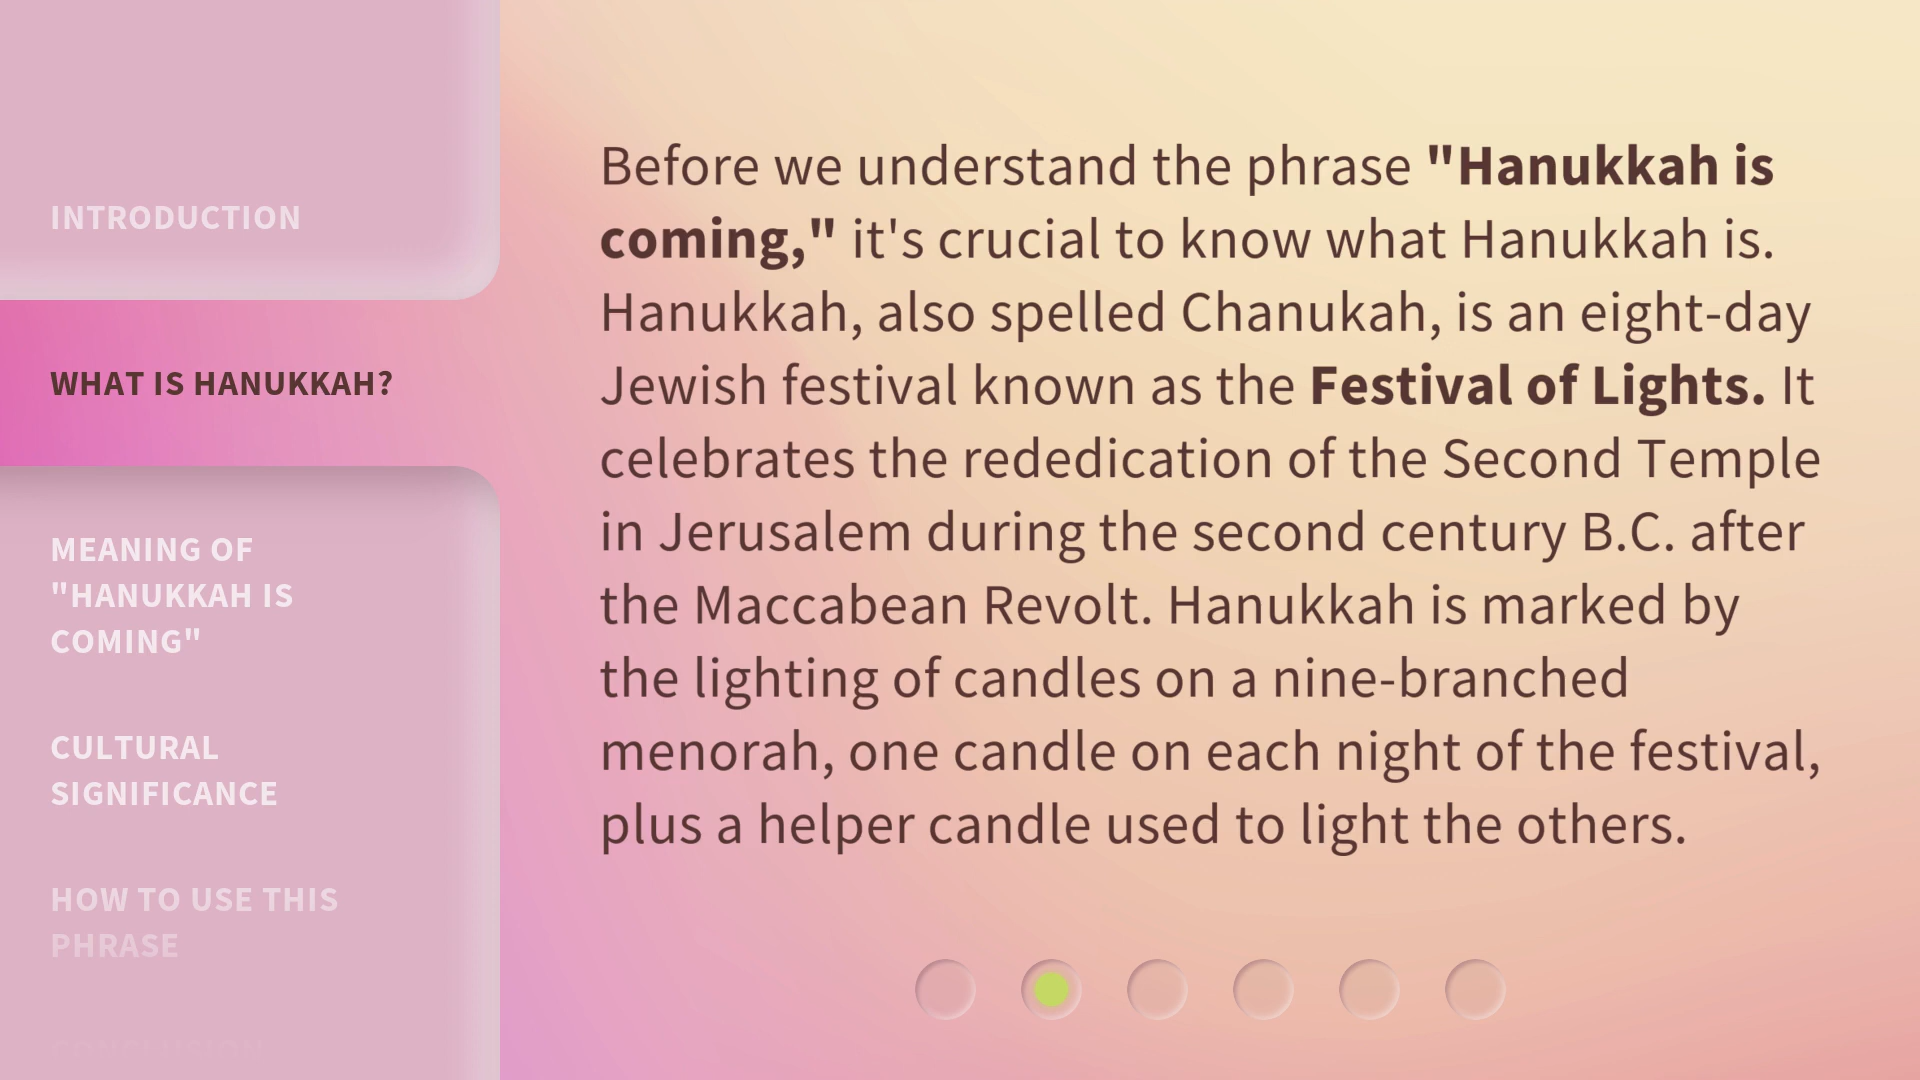 INTRODUCTION
WHAT IS HANUKKAH?
MEANING OF
"HANUKKAH IS
COMING"
CULTURAL
SIGNIFICANCE
HOW TO USE THIS
PHRASE
CONCLUSION
Before we understand the phrase "Hanukkah is
coming," it's crucial to know what Hanukkah is.
Hanukkah, also spelled Chanukah, is an eight-day
Jewish festival known as the Festival of Lights. It
celebrates the rededication of the Second Temple
in Jerusalem during the second century B.C. after
the Maccabean Revolt. Hanukkah is marked by
the lighting of candles on a nine-branched
menorah, one candle on each night of the festival,
plus a helper candle used to light the others.